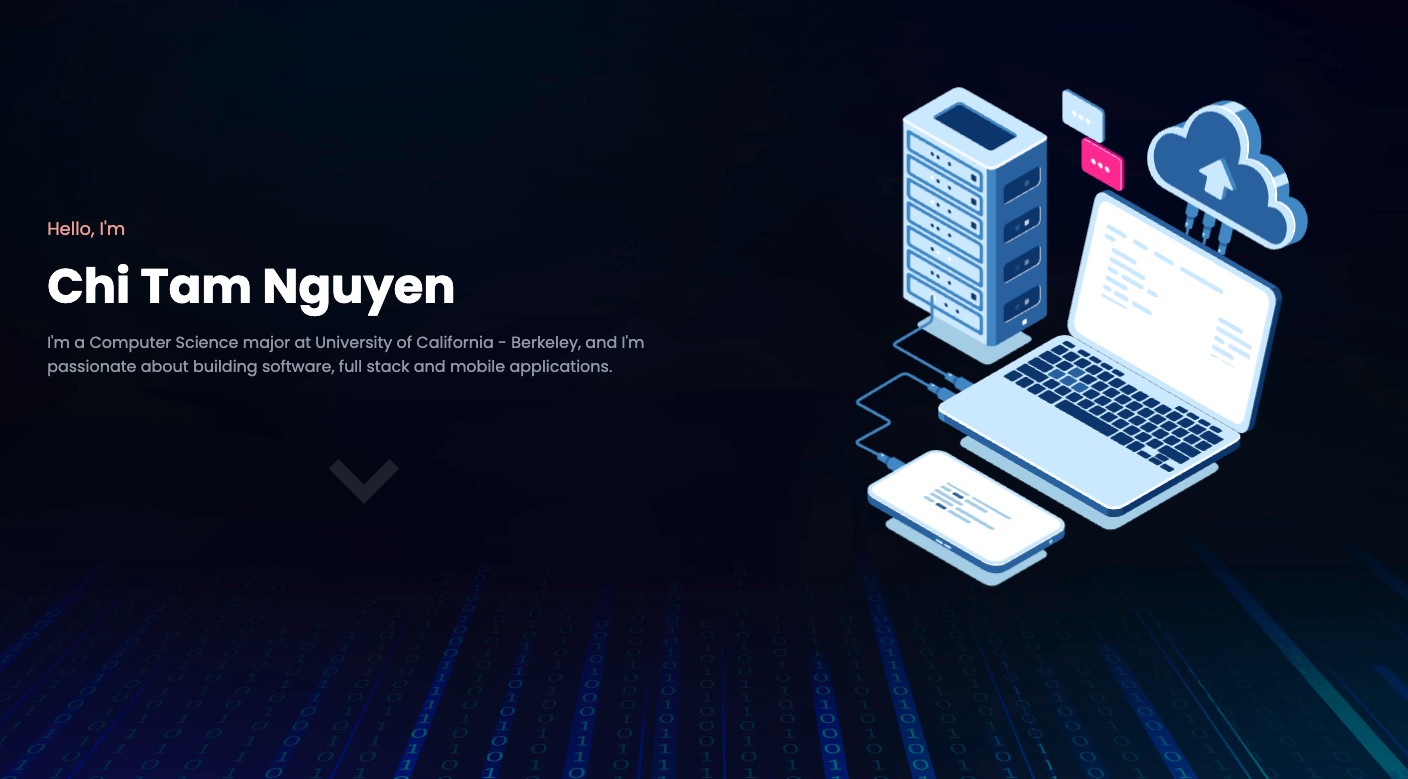 Hello, I'm
Chi Tam Nguyen
I'm a Computer Science major at University of California - Berkeley, and I'm
passionate about building software, full stack and mobile applications.